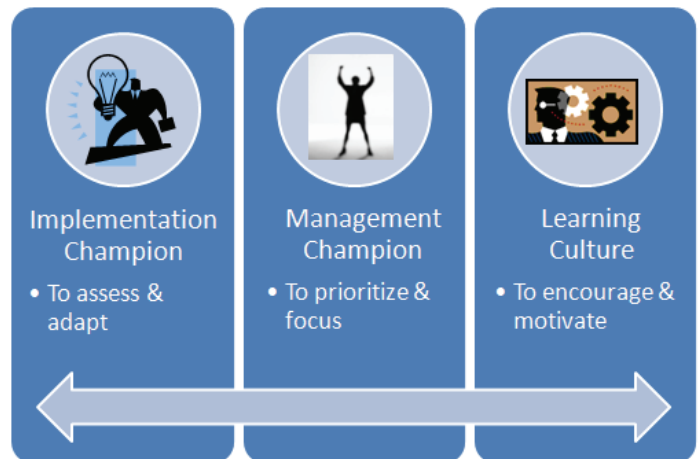 Implementation
Champion
• To assess &
adapt
Management
Champion
• To prioritize &
focus
Learning
Culture
• To encourage &
motivate